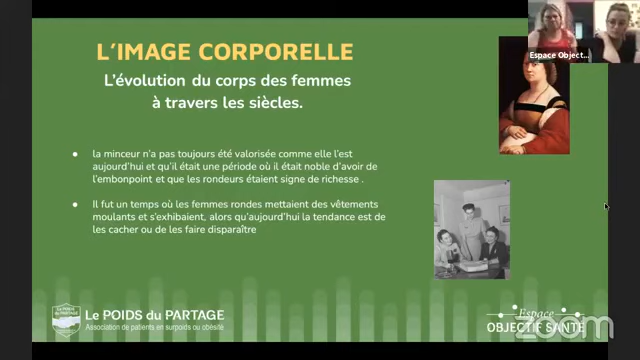 L'IMAGE CORPORELLE
L'évolution du corps des femmes
à travers les siècles.
la minceur n'a pas toujours été valorisée comme elle l'est
aujourd'hui et qu'il était une période où il était noble d'avoir de
l'embonpoint et que les rondeurs étaient signe de richesse .
Il fut un temps où les femmes rondes mettaient des vêtements
moulants et s'exhibaient, alors qu'aujourd'hui la tendance est de
les cacher ou de les faire disparaître
Espace Object...
Le POIDS du PARTAGE
Association de patients en surpoids ou obésité
Espace
OBJECTIF SANTÉ
zoom